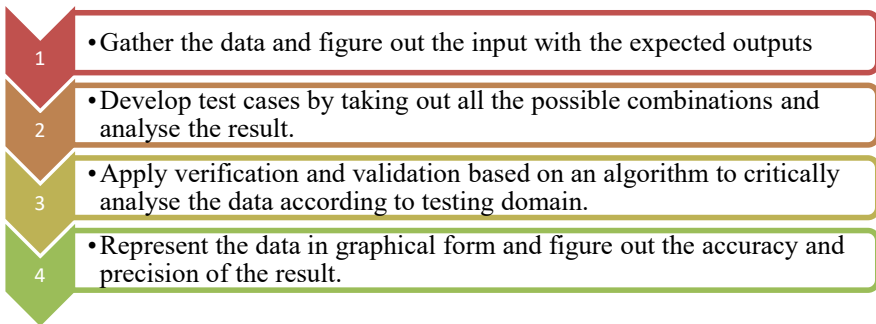 1
•Gather the data and figure out the input with the expected outputs
2
•Develop test cases by taking out all the possible combinations and
analyse the result.
3
•Apply verification and validation based on an algorithm to critically
analyse the data according to testing domain.
4
•Represent the data in graphical form and figure out the accuracy and
precision of the result.